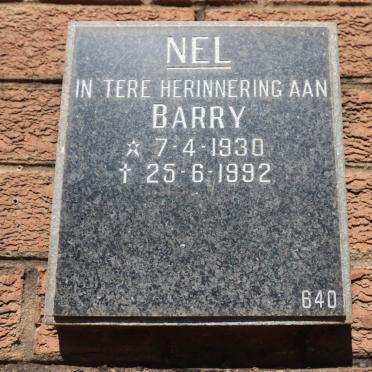 NEL
IN TERE HERINNERING AAN
BARRY
☆ 7-4-1930
† 25-6-1992
640